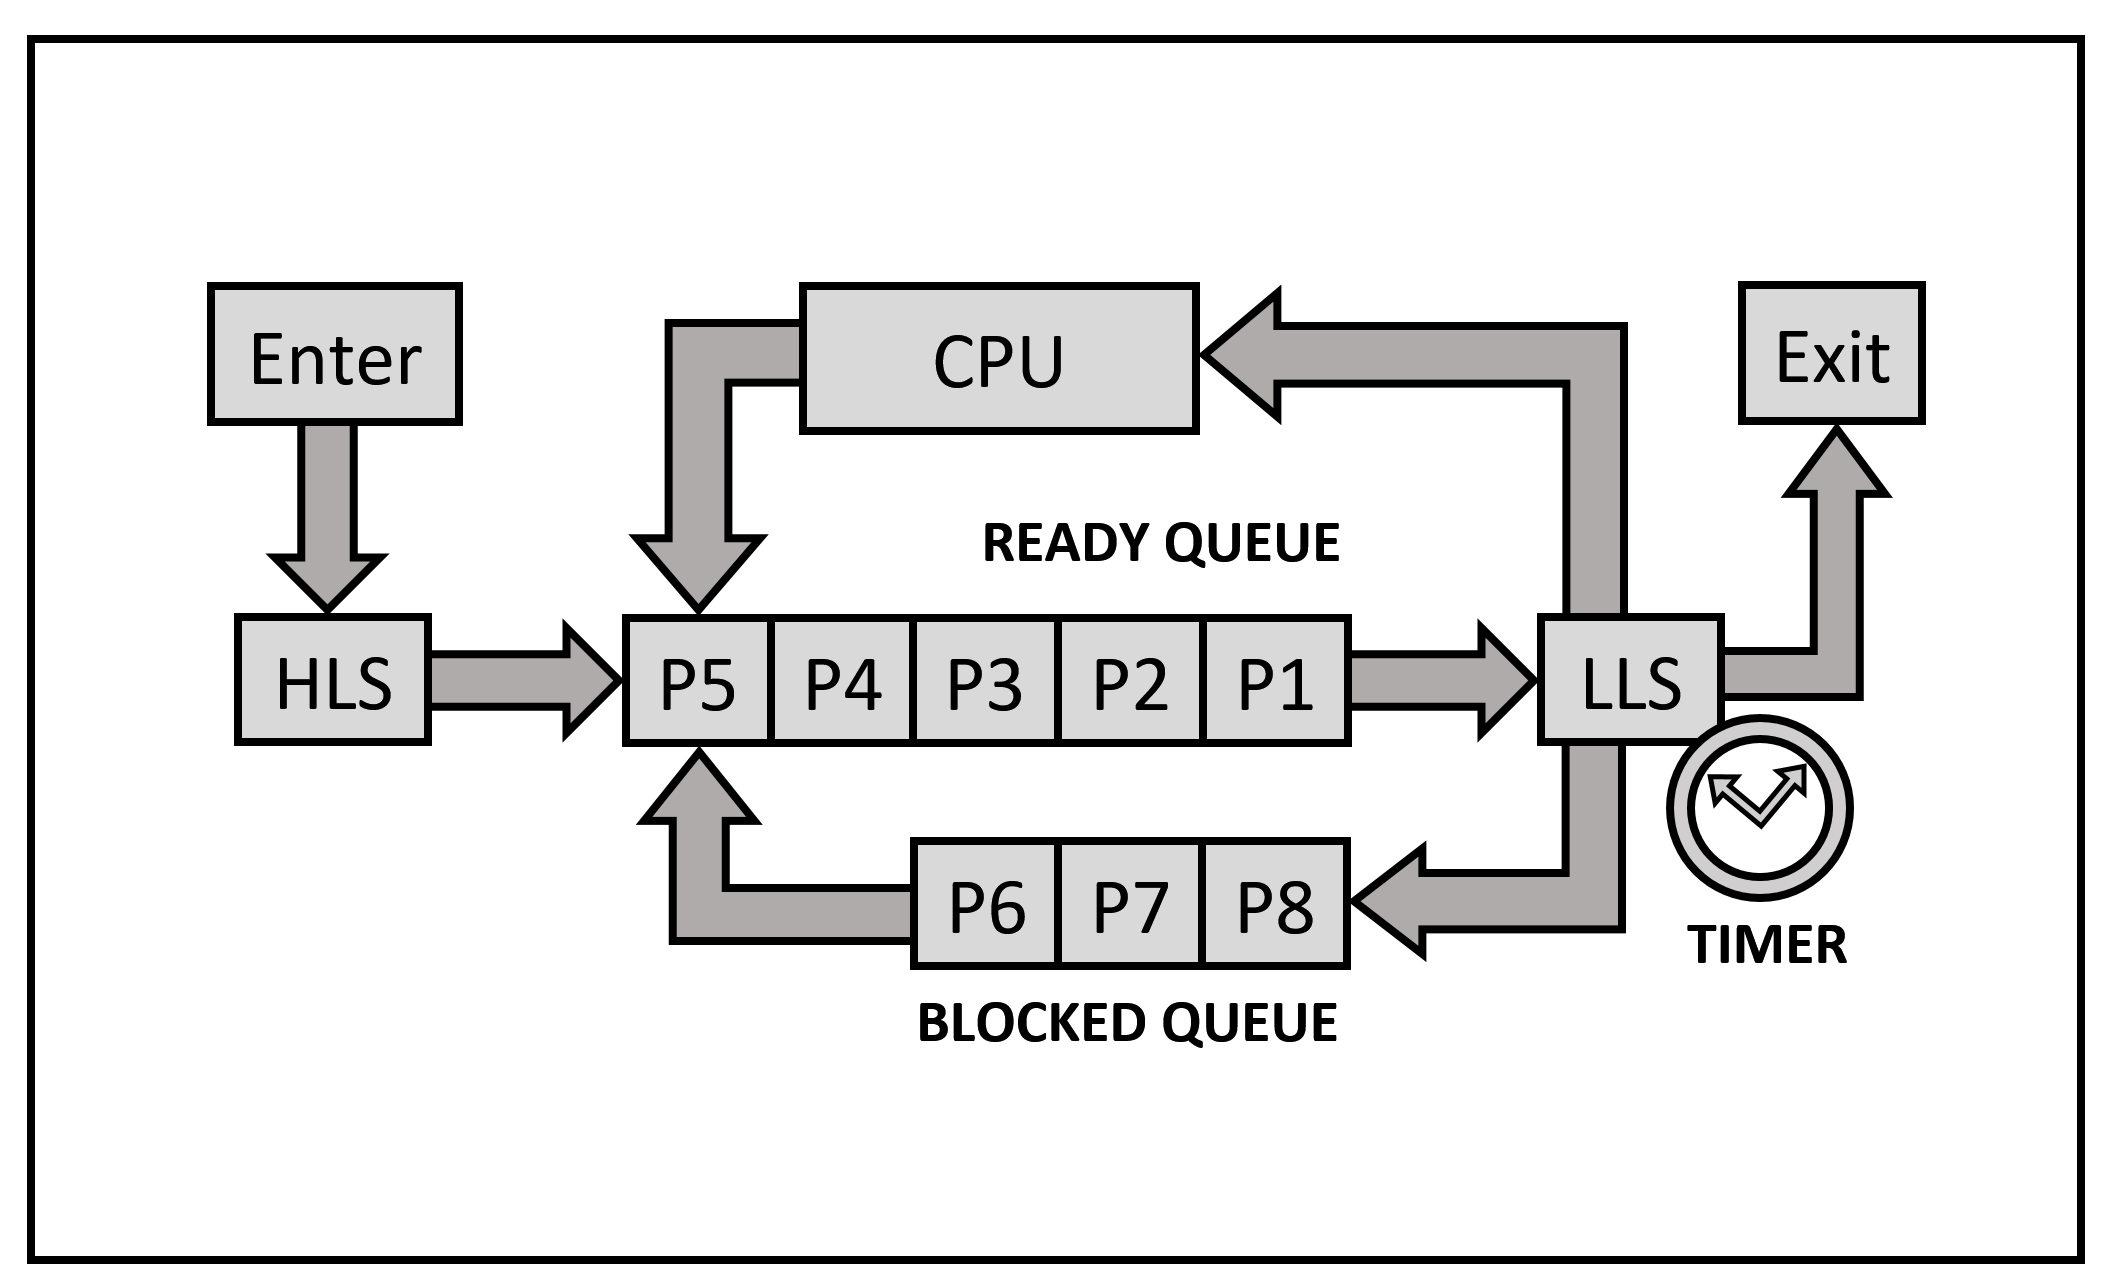 Enter
CPU
Exit
READY QUEUE
HLS
P5 P4 P3 P2 P1
LLS
P6 P7 P8
TIMER
BLOCKED QUEUE